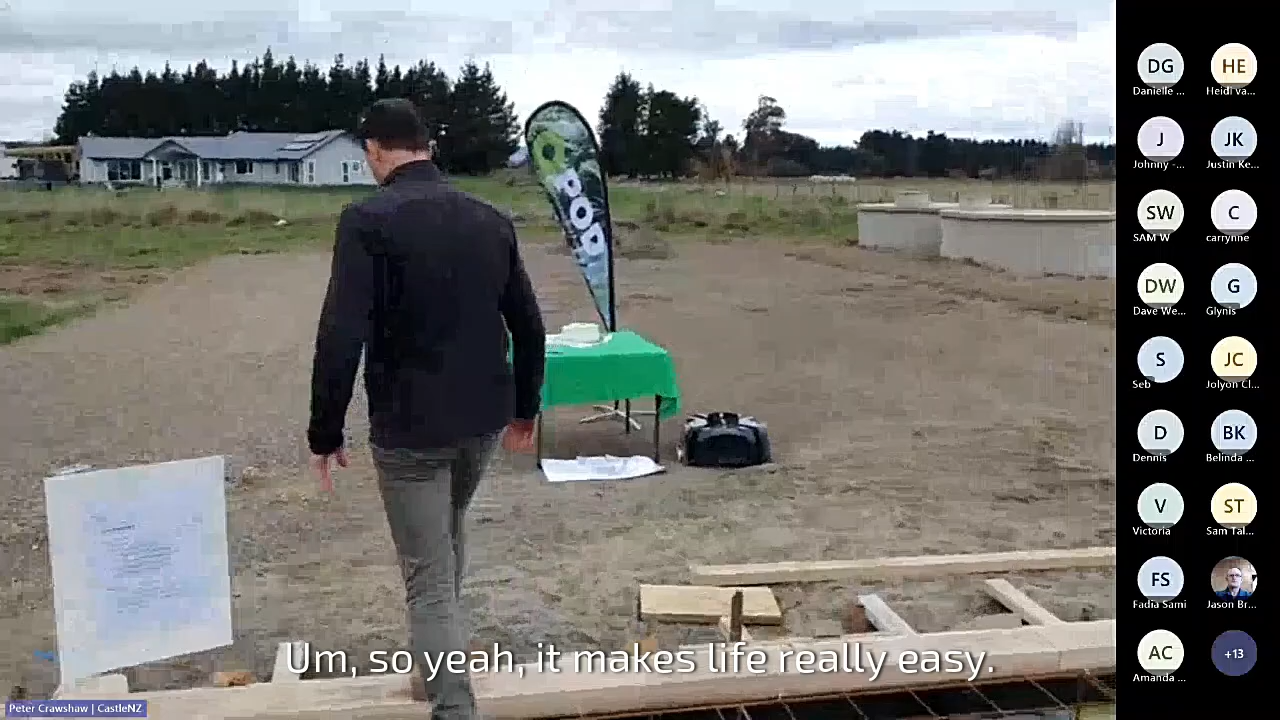 POD
Um, so yeah, it makes life really easy.
Peter Crawshaw | CastleNZ
DG
Danielle ...
HE
Heidi va...
J
Johnny -...
JK
Justin Ke...
SW
SAM W
C
carrynne
DW
Dave We...
G
Glynis
S
Seb
JC
Jolyon Cl...
D
Dennis
BK
Belinda ...
V
Victoria
ST
Sam Tal...
FS
Fadia Sami
Jason Br...
AC
Amanda ...
+13